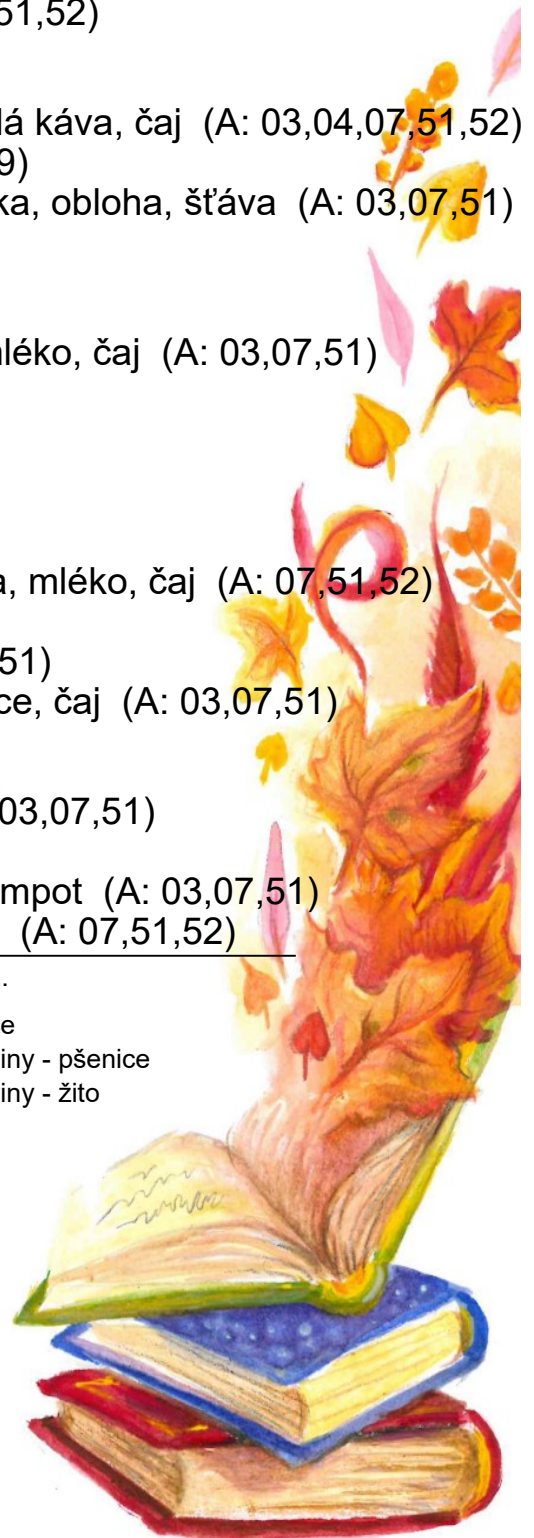 51,52)
lá káva, čaj (A: 03,04,07,51,52)
9)
ka, obloha, šťáva (A: 03,07,51)
léko, čaj (A: 03,07,51)
a, mléko, čaj (A: 07,51,52)
51)
ce, čaj (A: 03,07,51)
03,07,51)
mpot (A: 03,07,51)
(A: 07,51,52)
.
e
iny - pšenice
iny - žito